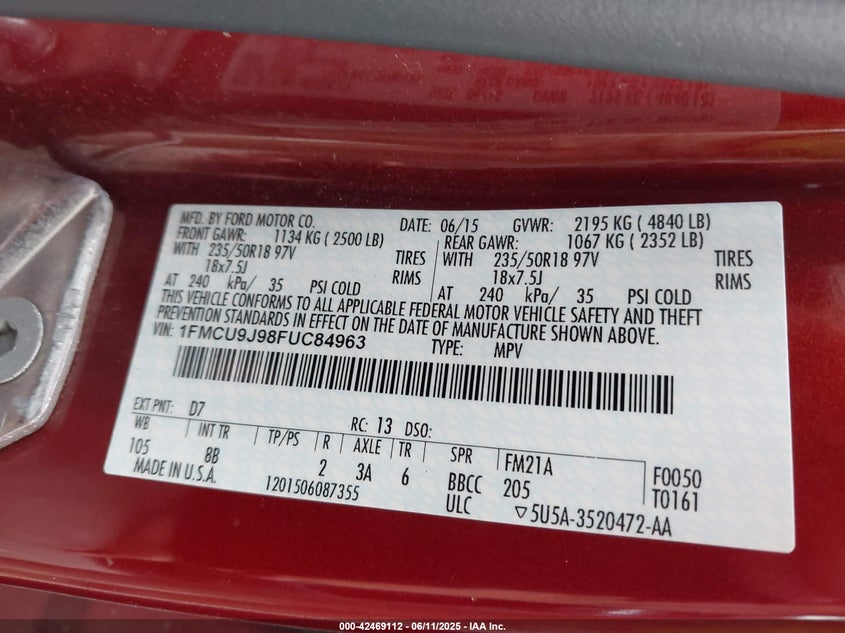 MFD. BY FORD MOTOR CO.
DATE: 06/15 GVWR: 2195 KG ( 4840 LB)
FRONT GAWR: 1134 KG ( 2500 LB)
REAR GAWR: 1067 KG ( 2352 LB)
WITH 235/50R18 97V TIRES
WITH 235/50R18 97V TIRES
18x7.5J RIMS
18x7.5J RIMS
AT 240 kPa/ 35 PSI COLD
AT 240 kPa/ 35 PSI COLD
THIS VEHICLE CONFORMS TO ALL APPLICABLE FEDERAL MOTOR VEHICLE SAFETY AND THEFT
PREVENTION STANDARDS IN EFFECT ON THE DATE OF MANUFACTURE SHOWN ABOVE.
VIN: 1FMCU9J98FUC84963 TYPE: MPV
EXT PNT: D7 RC: 13 DSO:
WB INT TR TP/PS R AXLE TR SPR FM21A F0050
105 8B 2 3A 6 BBCC 205 T0161
MADE IN U.S.A. 1201506087355 ULC ▽5U5A-3520472-AA
000-42469112 - 06/11/2025 - IAA Inc.